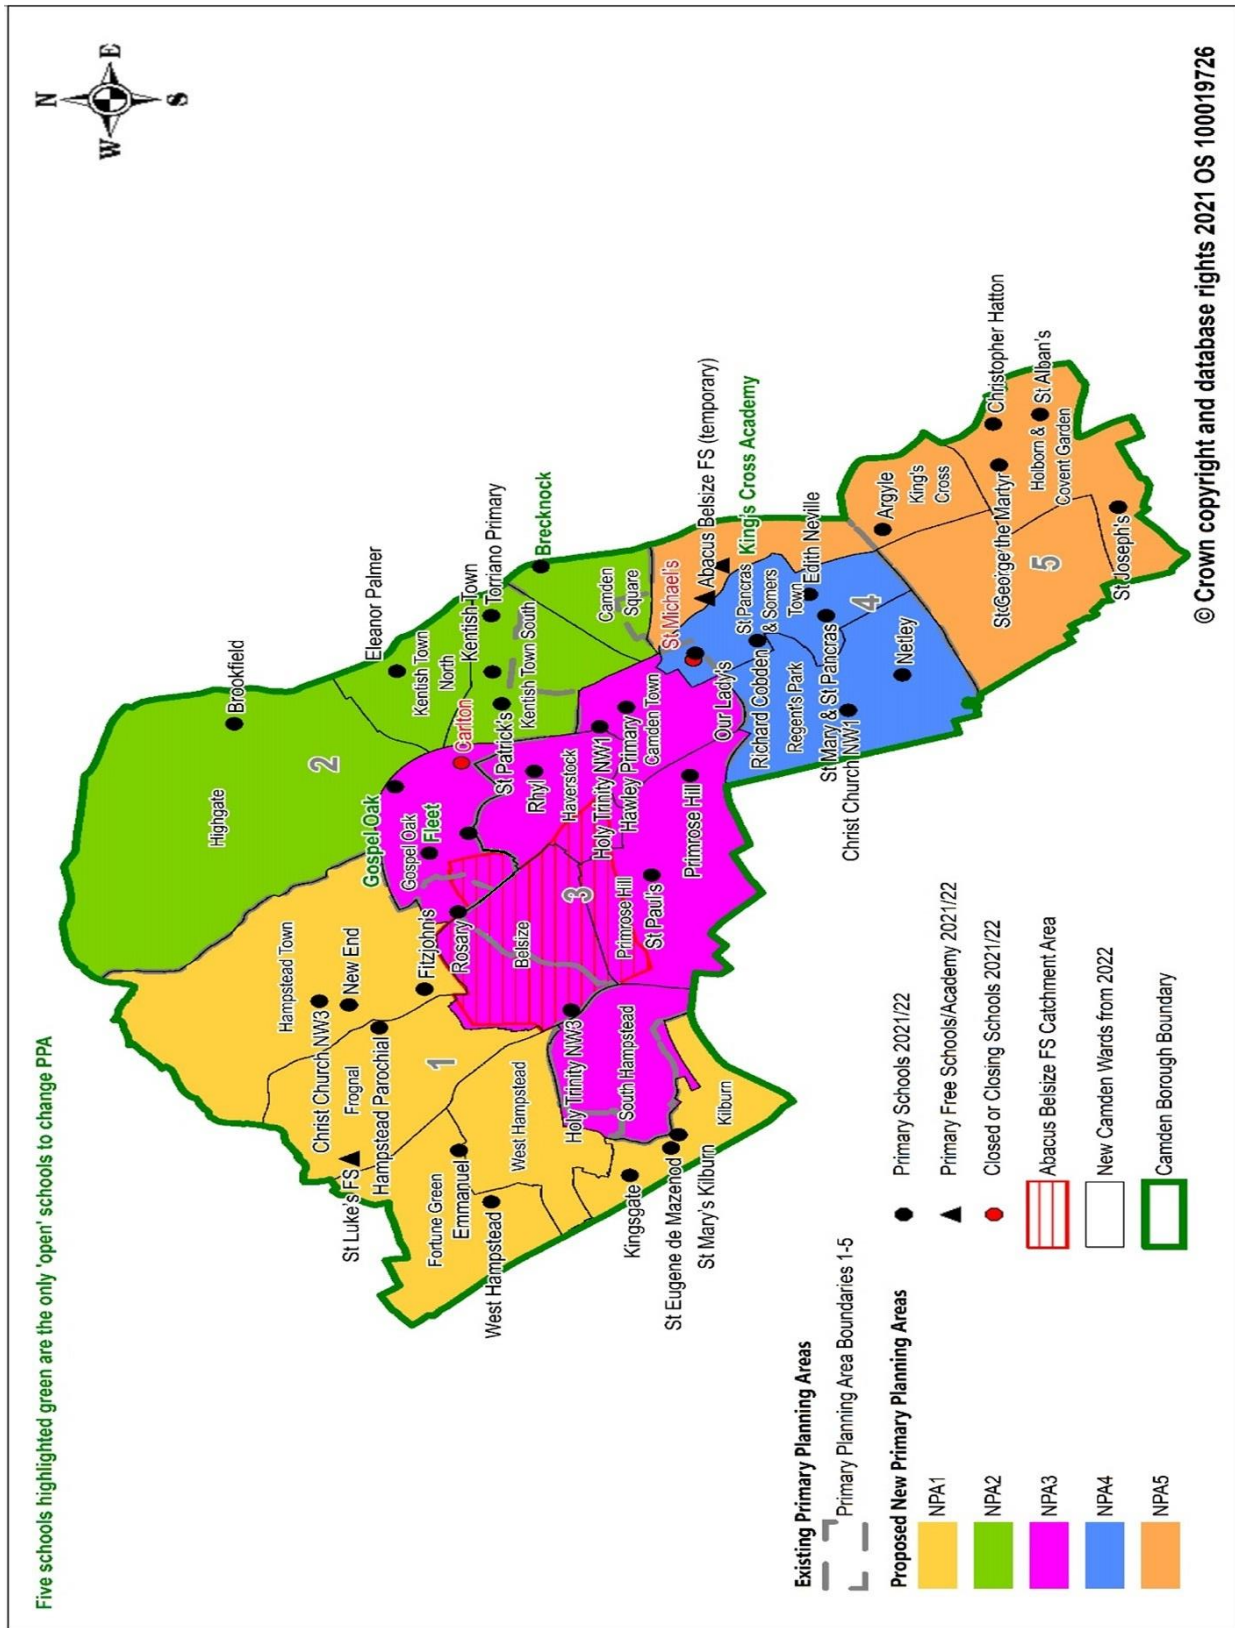 Five schools highlighted green are the only 'open' schools to change PPA
N
W
E
S
Brookfield
Highgate
2
Eleanor Palmer
Kentish Town
North
Gospel Oak
Gospel Oak
Fleet
Carlton
Kentish Town
Torriano Primary
St Patrick's
Kentish Town South
Brecknock
Hampstead Town
Christ Church NW3
New End
St Luke's FS
Frognal
Hampstead Parochial
1
Fitzjohn's
Rosary
Fortune Green
Emmanuel
West Hampstead
West Hampstead
Belsize
3
Rhyl
Haverstock
Holy Trinity NW1
Hawley Primary
Camden Town
Camden
Square
Holy Trinity NW3
South Hampstead
Primrose Hill
St Paul's
Primrose Hill
Kingsgate
St Eugene de Mazenod
St Mary's Kilburn
Kilburn
St Michael's
Our Lady's
Abacus Belsize FS (temporary)
King's Cross Academy
Richard Cobden
St Pancras
& Somers
Town
Regent's Park
Edith Neville
St Mary & St Pancras
4
Christ Church NW1
Netley
Argyle
King's
Cross
Christopher Hatton
St George the Martyr
Holborn &
Covent Garden
St Alban's
5
St Joseph's
Existing Primary Planning Areas
Primary Planning Area Boundaries 1-5
Proposed New Primary Planning Areas
NPA1
NPA2
NPA3
NPA4
NPA5
Primary Schools 2021/22
Primary Free Schools/Academy 2021/22
Closed or Closing Schools 2021/22
Abacus Belsize FS Catchment Area
New Camden Wards from 2022
Camden Borough Boundary
© Crown copyright and database rights 2021 OS 100019726